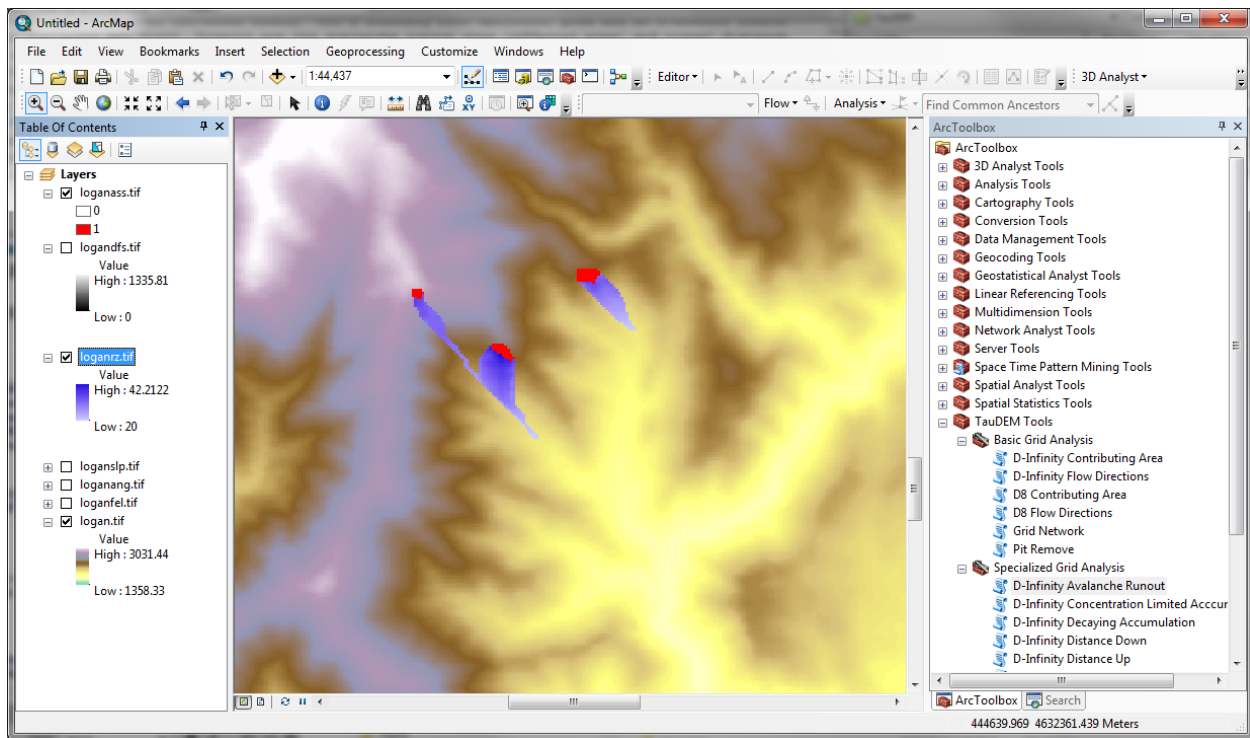 Untitled - ArcMap
File Edit View Bookmarks Insert Selection Geoprocessing Customize Windows Help
1:44,437 Editor 3D Analyst
Flow Analysis Find Common Ancestors
Table Of Contents
Layers
loganass.tif
0
1
logandfs.tif
Value
High : 1335.81
Low : 0
loganrz.tif
Value
High : 42.2122
Low : 20
loganslp.tif
loganang.tif
loganfel.tif
logan.tif
Value
High : 3031.44
Low : 1358.33
ArcToolbox
ArcToolbox
3D Analyst Tools
Analysis Tools
Cartography Tools
Conversion Tools
Data Management Tools
Geocoding Tools
Geostatistical Analyst Tools
Linear Referencing Tools
Multidimension Tools
Network Analyst Tools
Server Tools
Space Time Pattern Mining Tools
Spatial Analyst Tools
Spatial Statistics Tools
TauDEM Tools
Basic Grid Analysis
D-Infinity Contributing Area
D-Infinity Flow Directions
D8 Contributing Area
D8 Flow Directions
Grid Network
Pit Remove
Specialized Grid Analysis
D-Infinity Avalanche Runout
D-Infinity Concentration Limited Acccur
D-Infinity Decaying Accumulation
D-Infinity Distance Down
D-Infinity Distance Up
ArcToolbox Search
444639.969 4632361.439 Meters